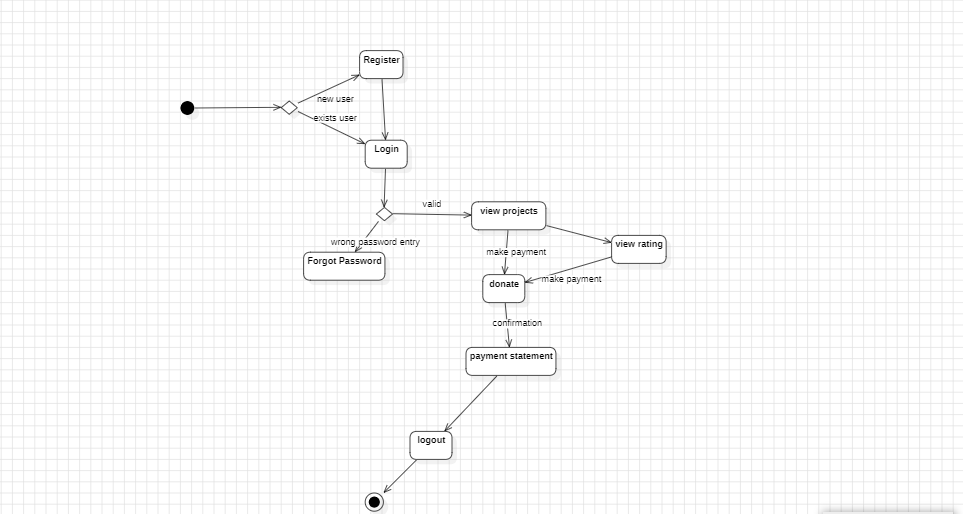 Register
new user
exists user
Login
valid
view projects
wrong password entry
view rating
make payment
Forgot Password
make payment
donate
confirmation
payment statement
logout